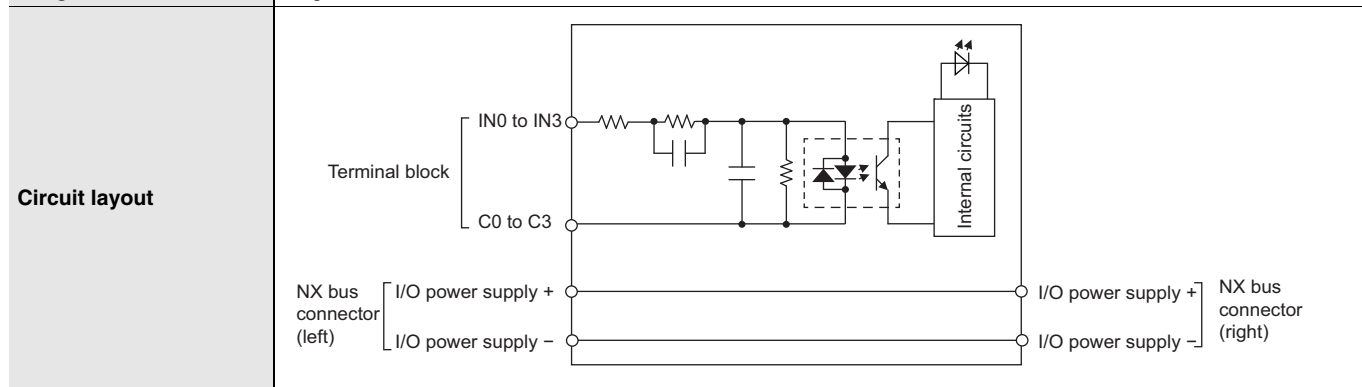 Circuit layout
IN0 to IN3
Terminal block
C0 to C3
Internal circuits
NX bus
connector
(left)
I/O power supply +
I/O power supply −
I/O power supply +
I/O power supply −
NX bus
connector
(right)